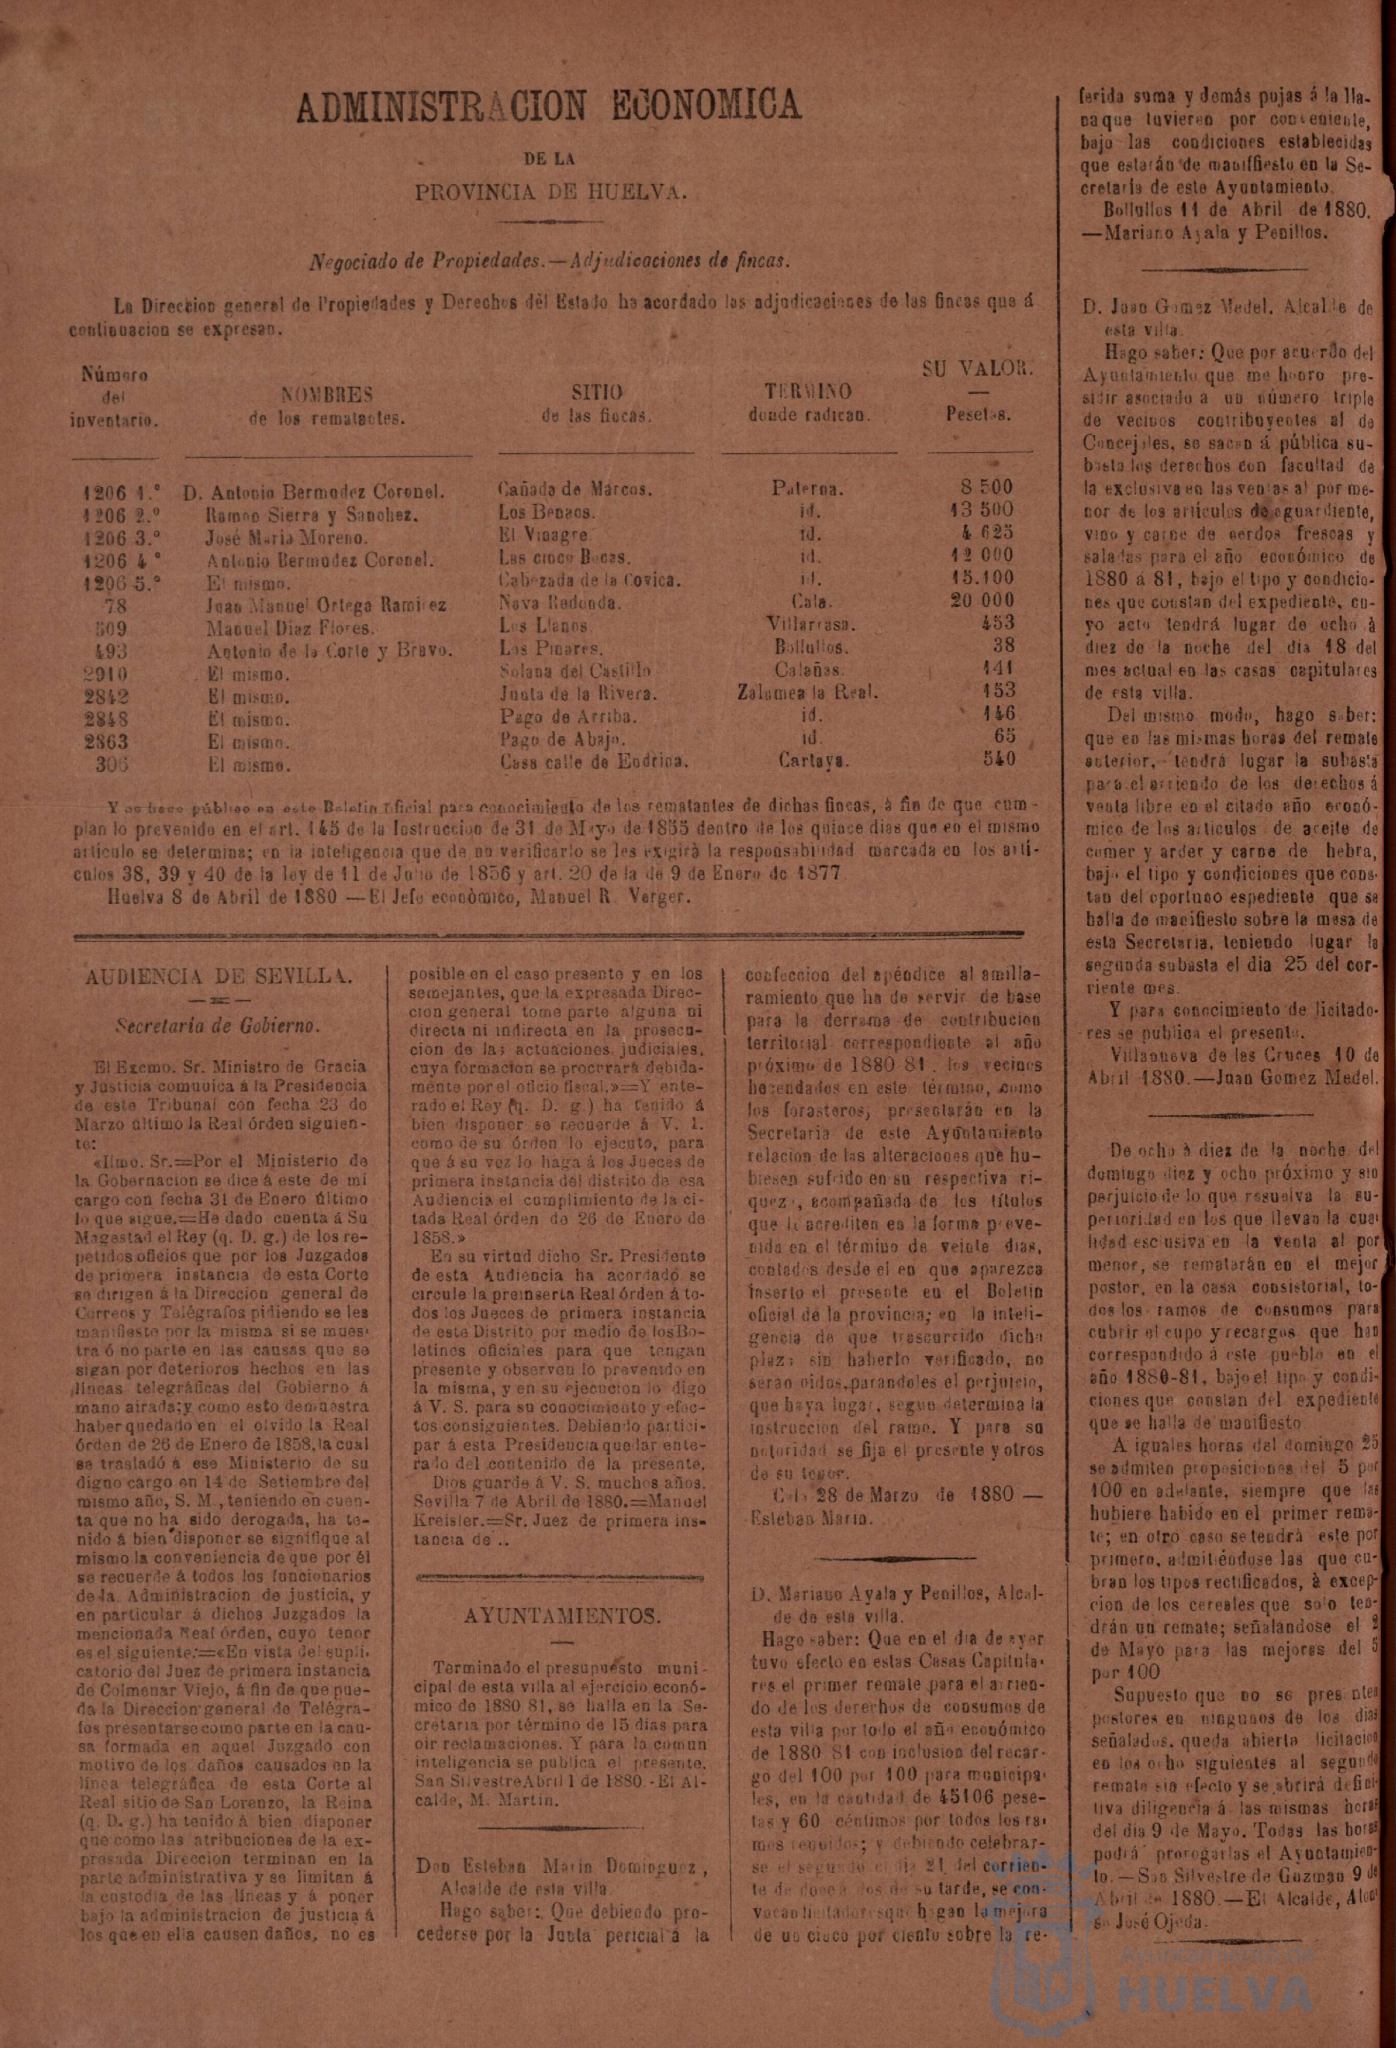 ADMINISTRACION ECONOMICA
DE LA
PROVINCIA DE HUELVA.
Negociado de Propiedades.—Adjudicaciones de fincas.
La Direccion general de Propiedades y Derechos del Estado ha acordado las adjudicaciones de las fincas que á
continuacion se expresan.
Número del inventario. NOMBRES de los rematantes. SITIO de las fincas. TERMINO donde radican. SU VALOR. — Pesetas.
1206 1.° D. Antonio Bermudez Coronel. Cañada de Marcos. Paterna. 8 500
1206 2.° Ramon Sierra y Sanchez. Los Benaos. id. 13 500
1206 3.° José Maria Moreno. El Vinagre. id. 4 625
1206 4.° Antonio Bermudez Coronel. Las cinco Bocas. id. 12 000
1206 5.° El mismo. Cabezada de la Covica. id. 15.100
78 Juan Manuel Ortega Ramirez Nava Redonda. Cala. 20 000
509 Manuel Diaz Flores. Los Llanos. Villarrasa. 453
493 Antonio de la Corte y Bravo. Los Pinares. Bollullos. 38
2910 El mismo. Solana del Castillo Calañas. 141
2842 El mismo. Junta de la Rivera. Zalamea la Real. 153
2848 El mismo. Pago de Arriba. id. 146
2863 El mismo. Pago de Abajo. id. 65
306 El mismo. Casa calle de Endrina. Cartaya. 540
Y se hace público en este Boletin oficial para conocimiento de los rematantes de dichas fincas, á fin de que cum-
plan lo prevenido en el art. 145 de la Instruccion de 31 de Mayo de 1855 dentro de los quince dias que en el mismo
artículo se determina; en la inteligencia que de no verificarlo se les exigirá la responsabilidad marcada en los artí-
culos 38, 39 y 40 de la ley de 11 de Julio de 1856 y art. 20 de la de 9 de Enero de 1877.
Huelva 8 de Abril de 1880—El Jefe económico, Manuel R. Verger.
AUDIENCIA DE SEVILLA.
Secretaría de Gobierno.
El Excmo. Sr. Ministro de Gracia
y Justicia comunica á la Presidencia
de este Tribunal con fecha 23 de
Marzo último la Real órden siguien-
te:
«Ilmo. Sr.=Por el Ministerio de
la Gobernacion se dice á este de mi
cargo con fecha 31 de Enero último
lo que sigue.=He dado cuenta á Su
Magestad el Rey (q. D. g.) de los re-
petidos oficios que por los Juzgados
de primera instancia de esta Corte
se dirigen á la Direccion general de
Correos y Telégrafos pidiendo se les
manifieste por la misma si se mues-
tra ó no parte en las causas que se
sigan por deterioros hechos en las
líneas telegráficas del Gobierno á
mano airada; y como esto demuestra
haber quedado en el olvido la Real
órden de 26 de Enero de 1858, la cual
se trasladó á ese Ministerio de su
digno cargo en 14 de Setiembre del
mismo año, S. M., teniendo en cuen-
ta que no ha sido derogada, ha te-
nido á bien disponer se signifique al
mismo la conveniencia de que por él
se recuerde á todos los funcionarios
de la Administracion de justicia, y
en particular á dichos Juzgados la
mencionada Real órden, cuyo tenor
es el siguiente:=«En vista del supli-
catorio del Juez de primera instancia
de Colmenar Viejo, á fin de que pue-
da la Direccion general de Telégra-
fos presentarse como parte en la cau-
sa formada en aquel Juzgado con
motivo de los daños causados en la
línea telegráfica de esta Corte al
Real sitio de San Lorenzo, la Reina
(q. D. g.) ha tenido á bien disponer
que como las atribuciones de la ex-
presada Direccion terminan en la
parte administrativa y se limitan á
la custodia de las líneas y á poner
bajo la administracion de justicia á
los que en ella causen daños, no es
posible en el caso presente y en los
semejantes, que la expresada Direc-
cion general tome parte alguna ni
directa ni indirecta en la prosecu-
cion de las actuaciones judiciales,
cuya formacion se procurará debida-
mente por el oficio fiscal.»=Y ente-
rado el Rey (q. D. g.) ha tenido á
bien disponer se recuerde á V. I.
como de su órden lo ejecuto, para
que á su vez lo haga á los Jueces de
primera instancia del distrito de esa
Audiencia el cumplimiento de la ci-
tada Real órden de 26 de Enero de
1858.»
En su virtud dicho Sr. Presidente
de esta Audiencia ha acordado se
circule la preinserta Real órden á to-
dos los Jueces de primera instancia
de este Distrito por medio de los Bo-
letines oficiales para que tengan
presente y observen lo prevenido en
la misma, y en su ejecucion lo digo
á V. S. para su conocimiento y efec-
tos consiguientes. Debiendo partici-
par á esta Presidencia quedar ente-
rado del contenido de la presente.
Dios guarde á V. S. muchos años.
Sevilla 7 de Abril de 1880.=Manuel
Kreisler.=Sr. Juez de primera ins-
tancia de ..
AYUNTAMIENTOS.
Terminado el presupuesto muni-
cipal de esta villa al ejercicio econó-
mico de 1880 81, se halla en la Se-
cretaría por término de 15 dias para
oir reclamaciones. Y para la comun
inteligencia se publica el presente.
San Silvestre Abril 1 de 1880.-El Al-
calde, M. Martin.
Don Esteban Marin Dominguez,
Alcalde de esta villa.
Hago saber: Que debiendo pro-
cederse por la Junta pericial á la
confeccion del apéndice al amilla-
ramiento que ha de servir de base
para la derrama de contribucion
territorial correspondiente al año
próximo de 1880 81, los vecinos
hacendados en este término, como
los forasteros, presentarán en la
Secretaria de este Ayuntamiento
relacion de las alteraciones que hu-
biesen sufrido en su respectiva ri-
queza, acompañada de los títulos
que lo acrediten en la forma preve-
nida en el término de veinte dias,
contados desde el en que aparezca
inserto el presente en el Boletin
oficial de la provincia; en la inteli-
gencia de que trascurrido dicho
plazo sin haberlo verificado, no
serán oidos, parandoles el perjuicio,
que haya lugar, segun determina la
instruccion del ramo. Y para su
notoridad se fija el presente y otros
de su tenor.
Cala 28 de Marzo de 1880—
Esteban Marin.
D. Mariano Ayala y Penillos, Alcal-
de de esta villa.
Hago saber: Que en el dia de ayer
tuvo efecto en estas Casas Capitula-
res el primer remate para el arrien-
do de los derechos de consumos de
esta villa por todo el año económico
de 1880 81 con inclusion del recar-
go del 100 por 100 para municipa-
les, en la cantidad de 45106 pese-
tas y 60 céntimos por todos los ra-
mos reunidos; y debiendo celebrar-
se el segundo el dia 21 del corrien-
te de doce á dos de su tarde, se con-
vocan licitadores que hagan la mejora
de un cinco por ciento sobre la re-
ferida suma y demás pujas á la lla-
na que tuvieren por conveniente,
bajo las condiciones establecidas
que estarán de maniffiesto en la Se-
cretaría de este Ayuntamiento.
Bollullos 11 de Abril de 1880.
—Mariano Ayala y Penillos.
D. Juan Gomez Medel, Alcalde de
esta villa.
Hago saber: Que por acuerdo del
Ayuntamiento que me honro pre-
sidir asociado á un número triple
de vecinos contribuyentes al de
Concejales, se sacan á pública su-
basta los derechos con facultad de
la exclusiva en las ventas al por me-
nor de los artículos de aguardiente,
vino y carne de cerdos frescas y
saladas para el año económico de
1880 á 81, bajo el tipo y condicio-
nes que constan del expediente, cu-
yo acto tendrá lugar de ocho á
diez de la noche del dia 18 del
mes actual en las casas capitulares
de esta villa.
Del mismo modo, hago saber:
que en las mismas horas del remate
anterior, tendrá lugar la subasta
para el arriendo de los derechos á
venta libre en el citado año econó-
mico de los artículos de aceite de
comer y arder y carne de hebra,
bajo el tipo y condiciones que cons-
tan del oportuno espediente que se
halla de manifiesto sobre la mesa de
esta Secretaria, teniendo lugar la
segunda subasta el dia 25 del cor-
riente mes.
Y para conocimiento de licitado-
res se publica el presente.
Villanueva de las Cruces 10 de
Abril 1880.—Juan Gomez Medel.
De ocho á diez de la noche del
domingo diez y ocho próximo y sin
perjuicio de lo que resuelva la su-
perioridad en los que llevan la cua-
lidad esclusiva en la venta al por
menor, se rematarán en el mejor
postor, en la casa consistorial, to-
dos los ramos de consumos para
cubrir el cupo y recargos que han
correspondido á este pueblo en el
año 1880-81, bajo el tipo y condi-
ciones que constan del expediente
que se halla de manifiesto.
A iguales horas del domingo 25
se admiten proposiciones del 5 por
100 en adelante, siempre que las
hubiere habido en el primer rema-
te; en otro caso se tendrá este por
primero, admitiéndose las que cu-
bran los tipos rectificados, á excep-
cion de los cereales que solo ten-
drán un remate; señalándose el 2
de Mayo para las mejores del 5
por 100
Supuesto que no se presenten
postores en ningunos de los dias
señalados, queda abierta licitacion
en los ocho siguientes al segundo
remate sin efecto y se abrirá defini-
tiva diligencia á las mismas horas
del dia 9 de Mayo. Todas las horas
podrá prorogarlas el Ayuntamien-
to.—San Silvestre de Guzman 9 de
Abril de 1880.—El Alcalde, Alon-
so José Ojeda.
Ayuntamiento de
HUELVA